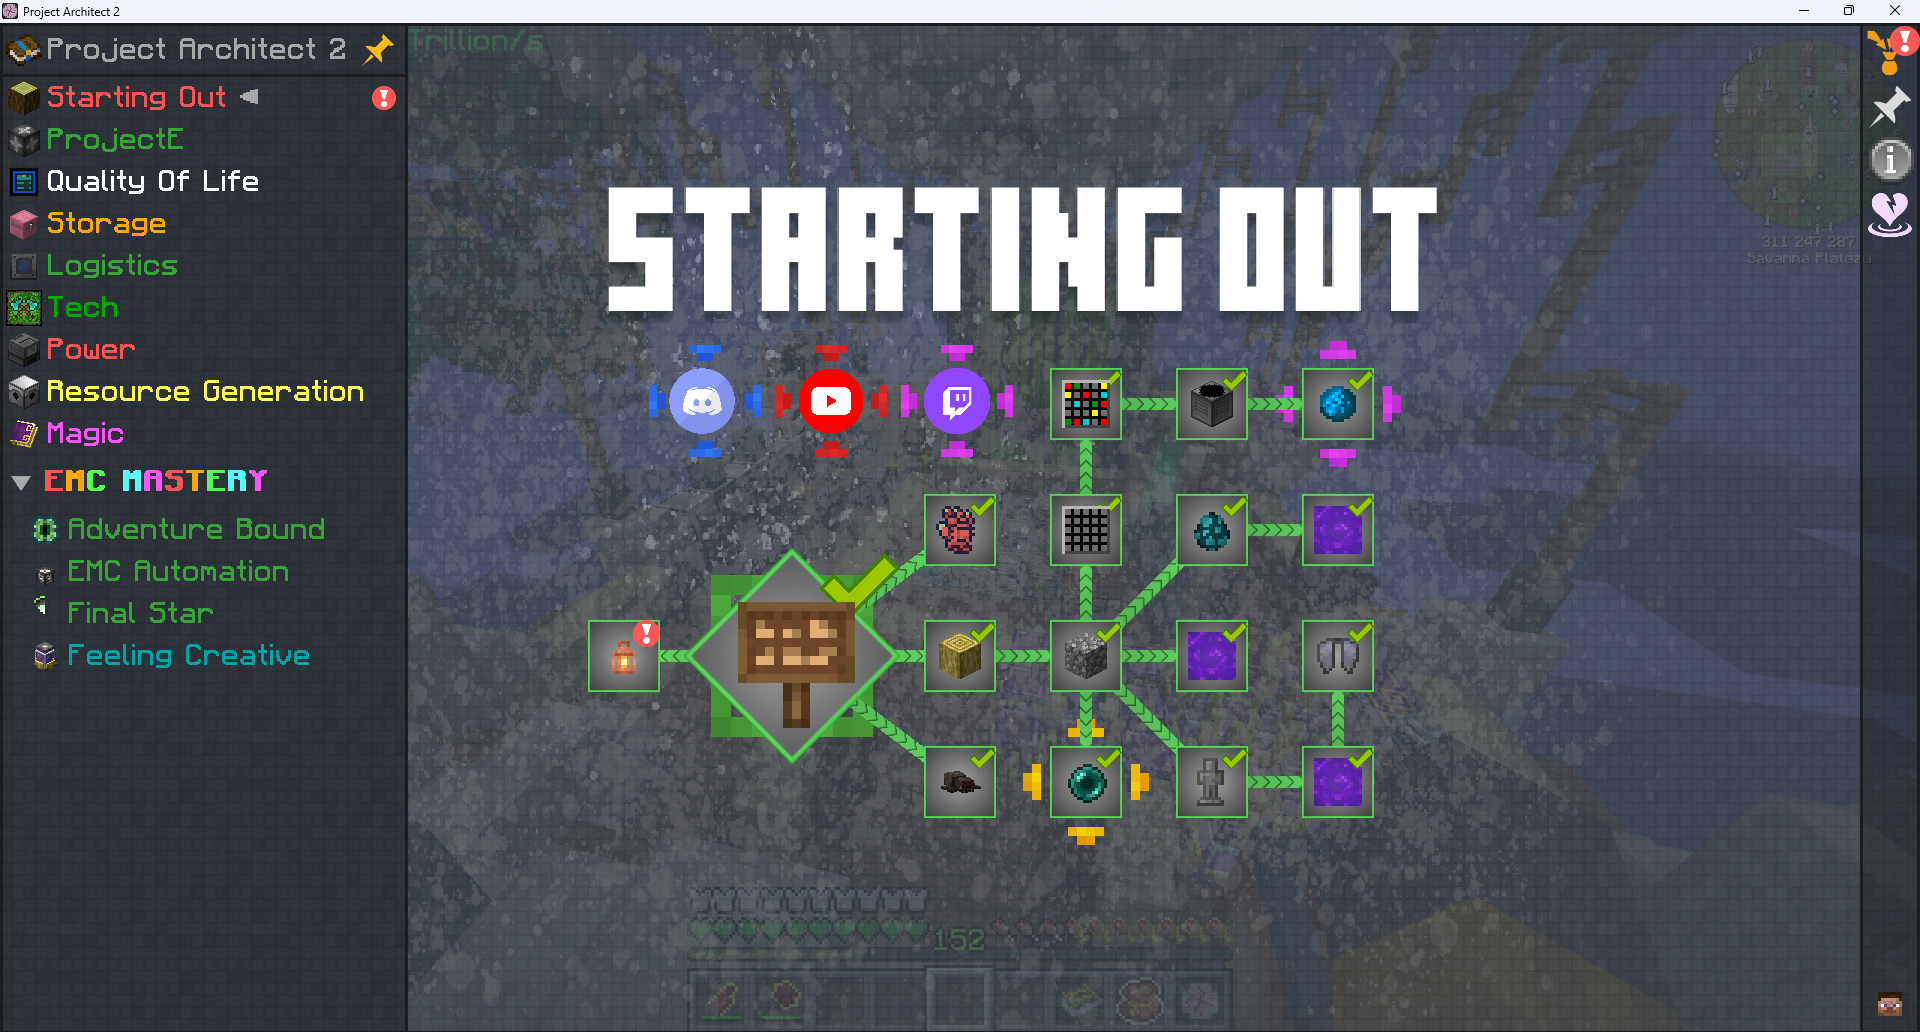 Project Architect 2
Project Architect 2
Trillion/s
Starting Out
ProjectE
Quality Of Life
Storage
Logistics
Tech
Power
Resource Generation
Magic
EMC MASTERY
Adventure Bound
EMC Automation
Final Star
Feeling Creative
STARTING OUT
311 247 287
Savanna Plateau
152